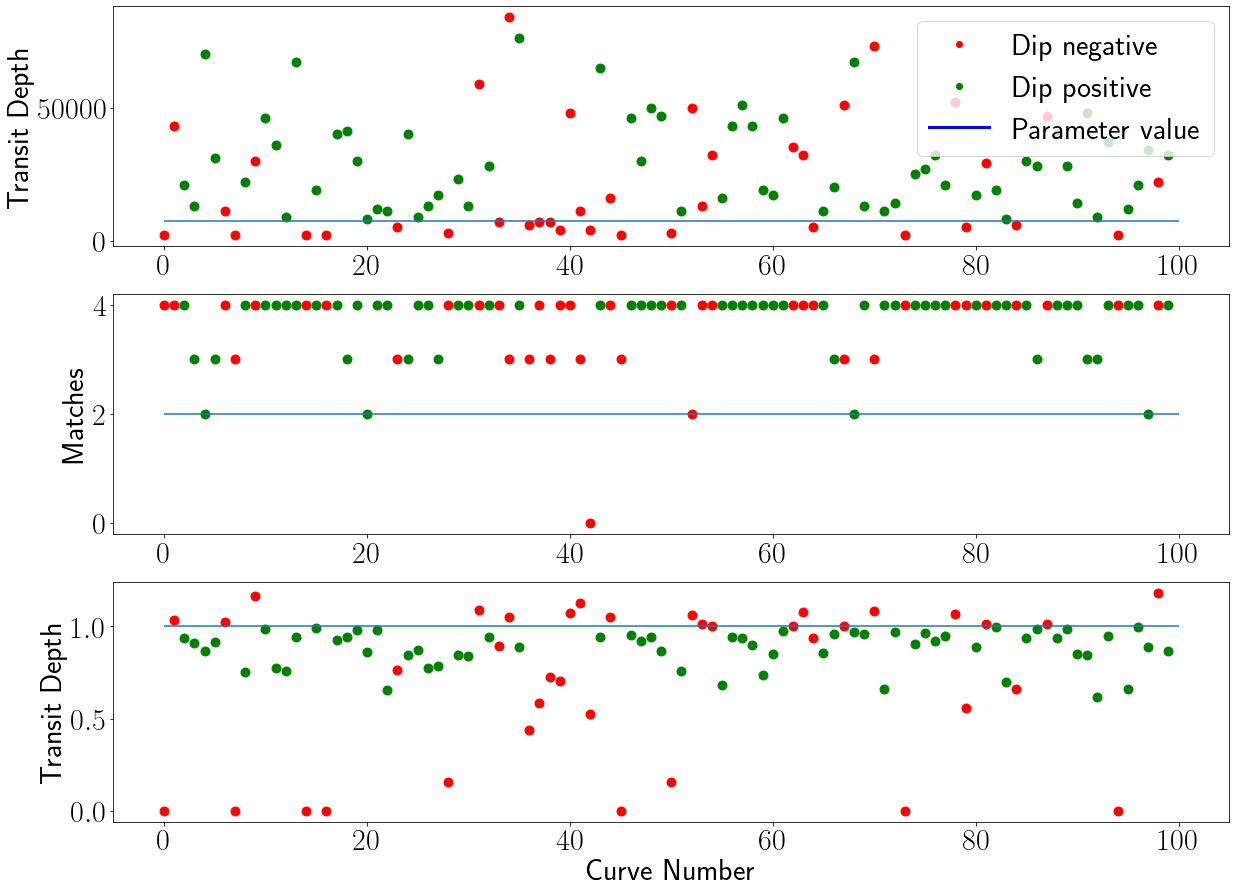 Transit Depth
50000
0
Dip negative
Dip positive
Parameter value
0 20 40 60 80 100
Matches
4
2
0
0 20 40 60 80 100
Transit Depth
1.0
0.5
0.0
0 20 40 60 80 100
Curve Number